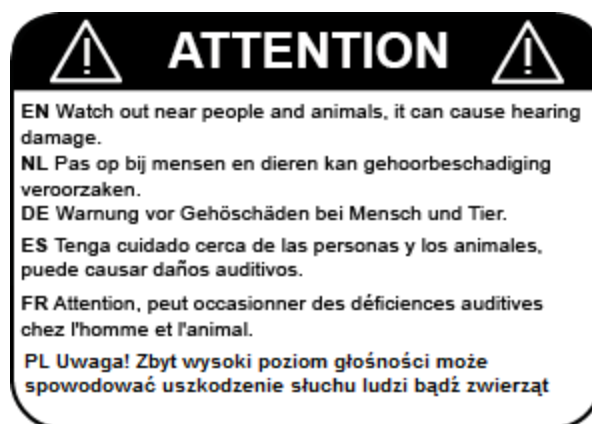 ATTENTION
EN Watch out near people and animals, it can cause hearing
damage.
NL Pas op bij mensen en dieren kan gehoorbeschadiging
veroorzaken.
DE Warnung vor Gehöschäden bei Mensch und Tier.
ES Tenga cuidado cerca de las personas y los animales,
puede causar daños auditivos.
FR Attention, peut occasionner des déficiences auditives
chez l'homme et l'animal.
PL Uwaga! Zbyt wysoki poziom głośności może
spowodować uszkodzenie słuchu ludzi bądź zwierząt